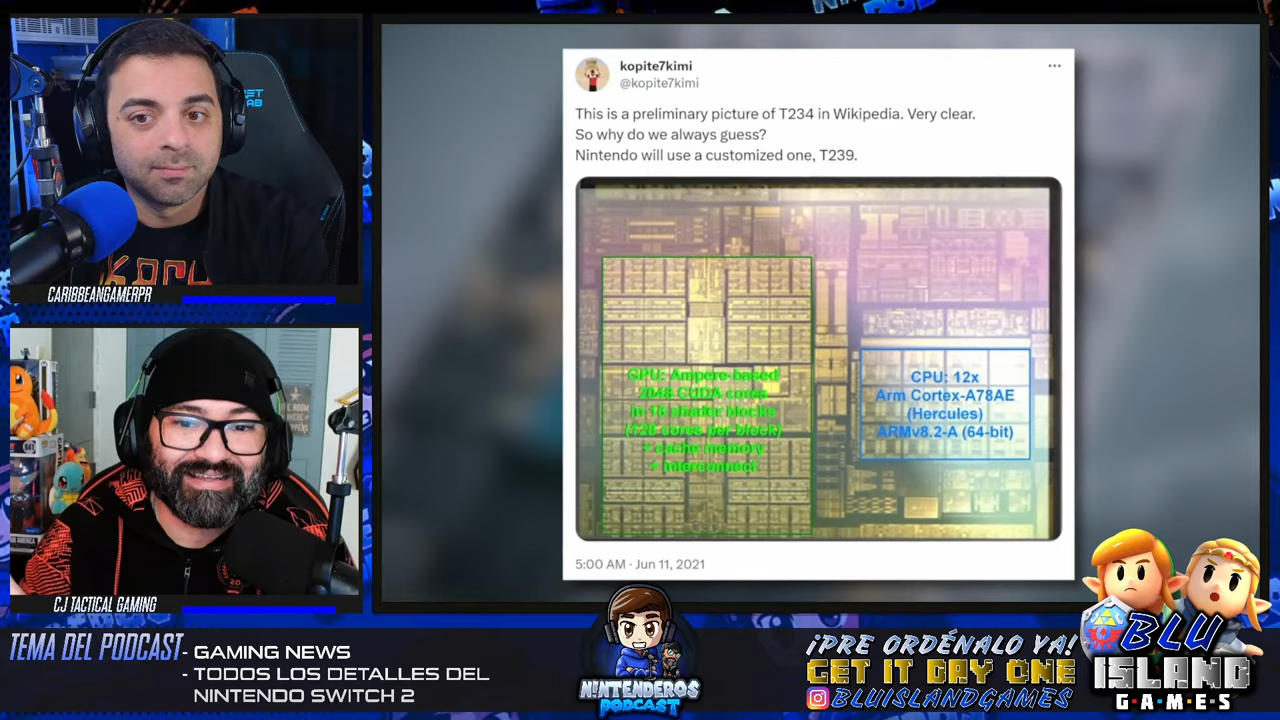 kopite7kimi
@kopite7kimi
This is a preliminary picture of T234 in Wikipedia. Very clear.
So why do we always guess?
Nintendo will use a customized one, T239.
GPU: Ampere-based
2048 CUDA cores
in 16 shader blocks
(128 cores per block)
+ cache memory
+ interconnect
CPU: 12x
Arm Cortex-A78AE
(Hercules)
ARMv8.2-A (64-bit)
5:00 AM · Jun 11, 2021
CARIBBEANGAMERPR
CJ TACTICAL GAMING
TEMA DEL PODCAST
- GAMING NEWS
- TODOS LOS DETALLES DEL
NINTENDO SWITCH 2
NINTENDEROS
PODCAST
¡PRE ORDÉNALO YA!
GET IT DAY ONE
BLUISLANDGAMES
BLU
ISLAND
G·A·M·E·S